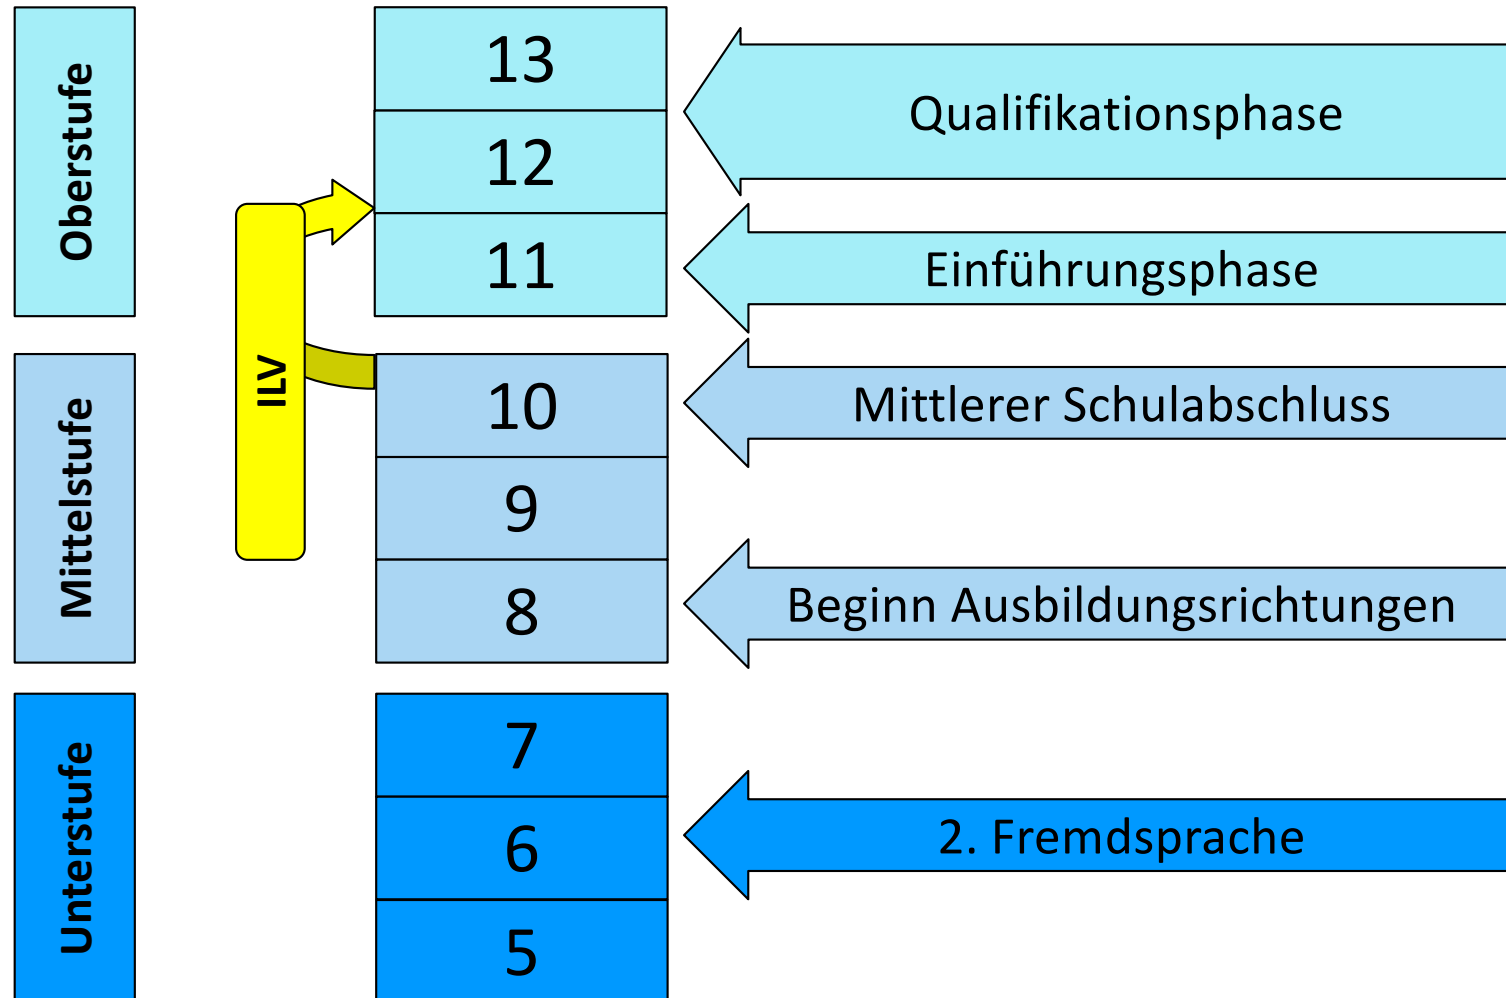 Oberstufe
13
12
11
Qualifikationsphase
Einführungsphase
ILV
Mittelstufe
10
9
8
Mittlerer Schulabschluss
Beginn Ausbildungsrichtungen
Unterstufe
7
6
5
2. Fremdsprache